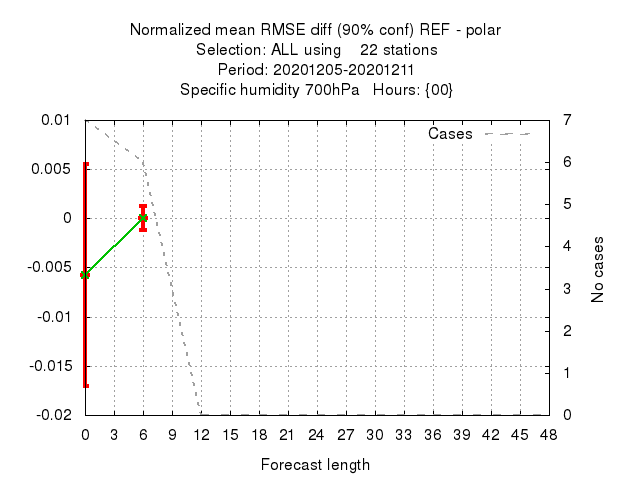 Normalized mean RMSE diff (90% conf) REF - polar
Selection: ALL using    22 stations
Period: 20201205-20201211
Specific humidity 700hPa   Hours: {00}
Cases
0.01
0.005
0
-0.005
-0.01
-0.015
-0.02
7
6
5
4
3
2
1
0
No cases
0 3 6 9 12 15 18 21 24 27 30 33 36 39 42 45 48
Forecast length